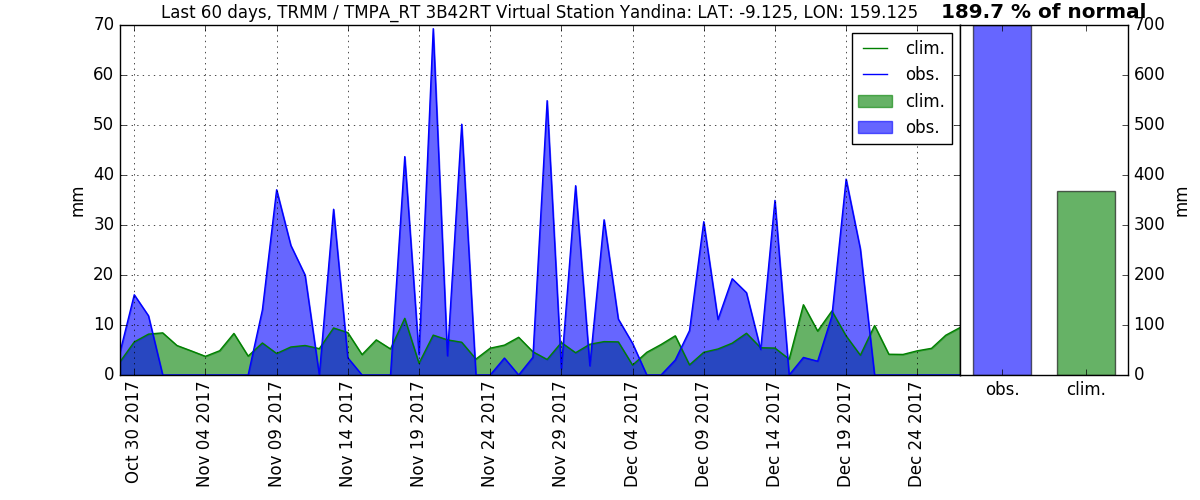 Last 60 days, TRMM / TMPA_RT 3B42RT Virtual Station Yandina: LAT: -9.125, LON: 159.125
189.7 % of normal
70
60
50
40
30
20
10
0
mm
clim.
obs.
clim.
obs.
Oct 30 2017
Nov 04 2017
Nov 09 2017
Nov 14 2017
Nov 19 2017
Nov 24 2017
Nov 29 2017
Dec 04 2017
Dec 09 2017
Dec 14 2017
Dec 19 2017
Dec 24 2017
700
600
500
400
300
200
100
0
mm
obs.
clim.